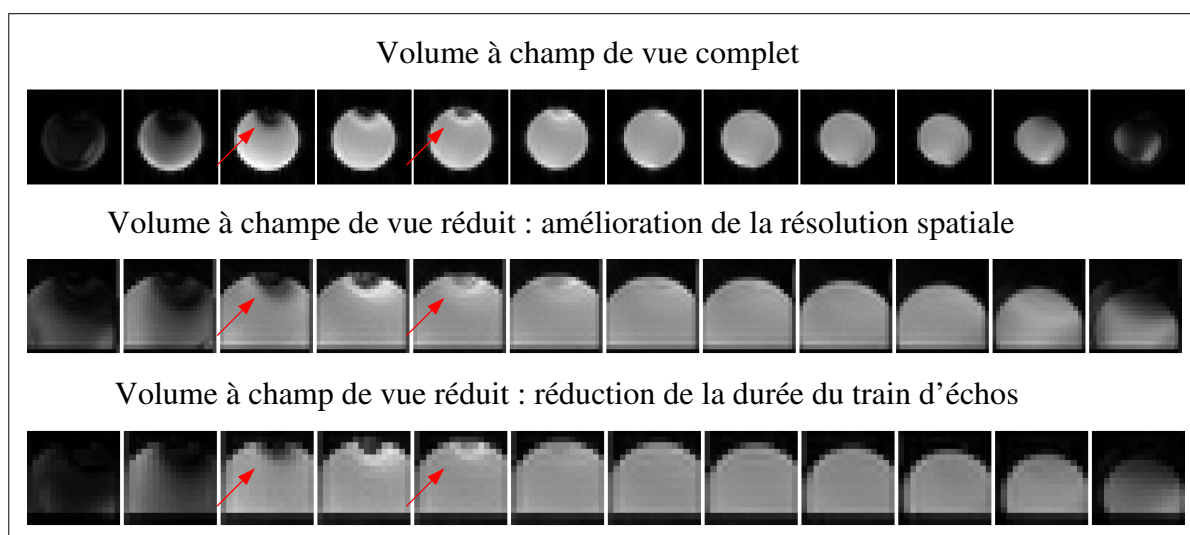 Volume à champ de vue complet
Volume à champe de vue réduit : amélioration de la résolution spatiale
Volume à champ de vue réduit : réduction de la durée du train d’échos